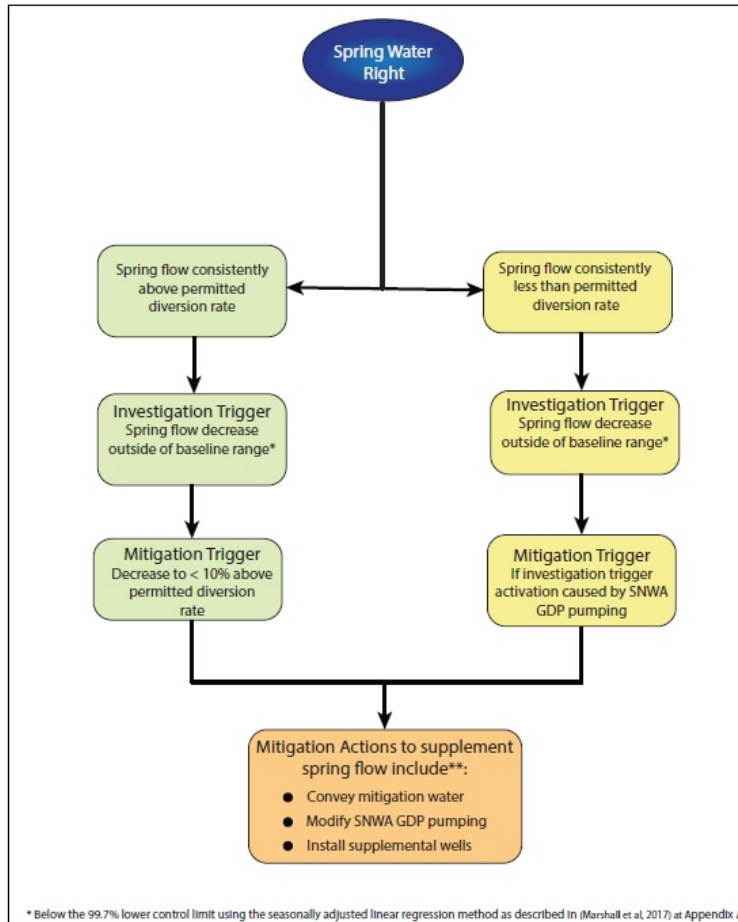 Spring Water
Right
Spring flow consistently
above permitted
diversion rate
Spring flow consistently
less than permitted
diversion rate
Investigation Trigger
Spring flow decrease
outside of baseline range*
Investigation Trigger
Spring flow decrease
outside of baseline range*
Mitigation Trigger
Decrease to < 10% above
permitted diversion
rate
Mitigation Trigger
If investigation trigger
activation caused by SNWA
GDP pumping
Mitigation Actions to supplement
spring flow include**:
● Convey mitigation water
● Modify SNWA GDP pumping
● Install supplemental wells
* Below the 99.7% lower control limit using the seasonally adjusted linear regression method as described in (Marshall et al, 2017) at Appendix